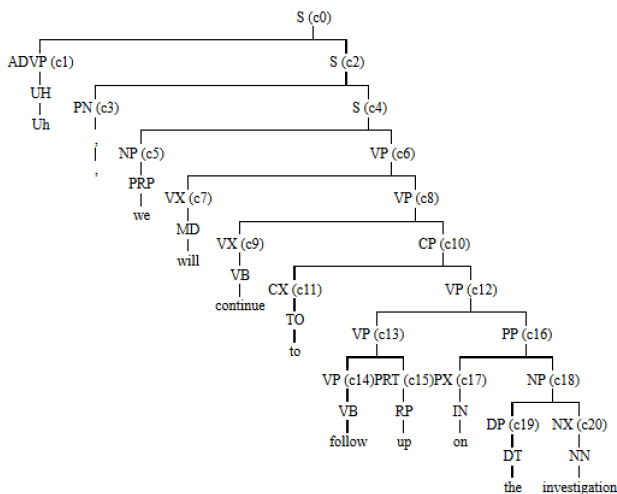 S (c0)
ADVP (c1) S (c2)
UH PN (c3) S (c4)
Uh , NP (c5) VP (c6)
, PRP VX (c7) VP (c8)
we MD VX (c9) CP (c10)
will VB CX (c11) VP (c12)
continue TO VP (c13) PP (c16)
to VP (c14) PRT (c15) PX (c17) NP (c18)
VB RP IN DP (c19) NX (c20)
follow up on DT NN
the investigation